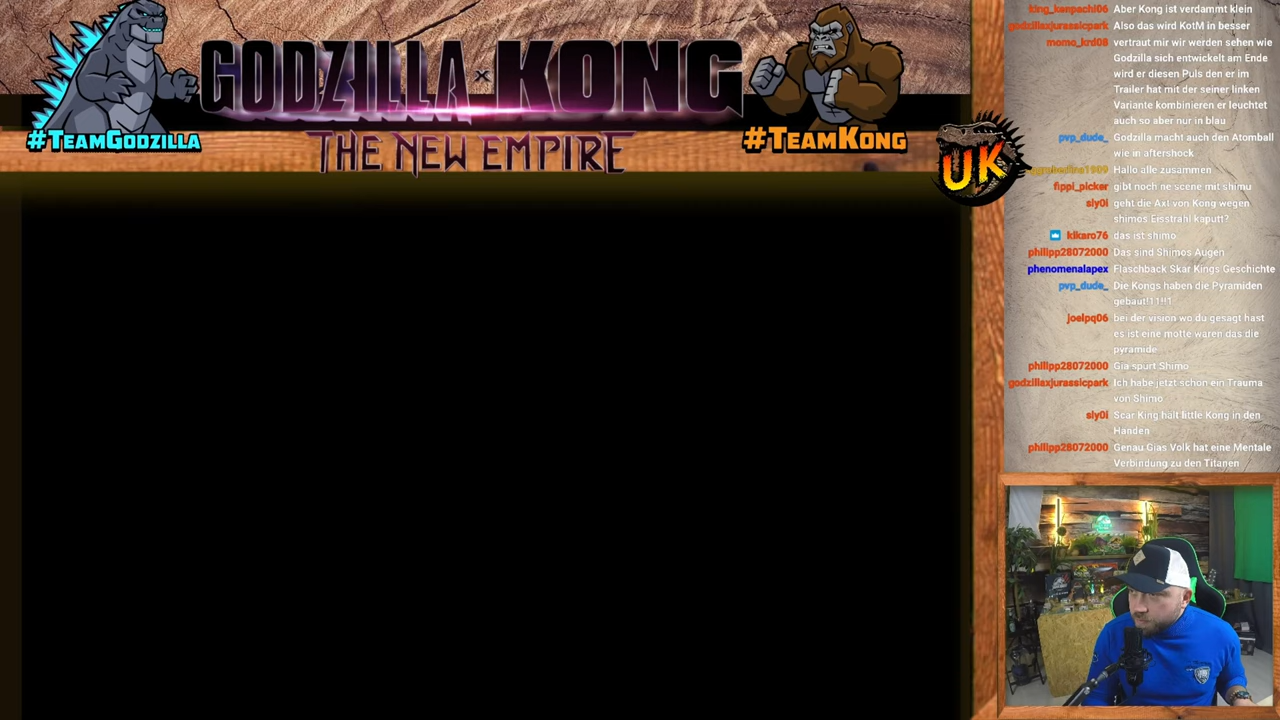 GODZILLA x KONG
THE NEW EMPIRE
#TEAMGODZILLA
#TEAMKONG
UK
king_kenpachi06 Aber Kong ist verdammt klein
godzillaxjurassicpark Also das wird KotM in besser
momo_krd08 vertraut mir wir werden sehen wie
Godzilla sich entwickelt am Ende
wird er diesen Puls den er im
Trailer hat mit der seiner linken
Variante kombinieren er leuchtet
auch so aber nur in blau
pvp_dude_ Godzilla macht auch den Atomball
wie in aftershock
Hallo alle zusammen
fippi_picker gibt noch ne scene mit shimu
sly0i geht die Axt von Kong wegen
shimos Eisstrahl kaputt?
kikaro76 das ist shimo
philipp28072000 Das sind Shimos Augen
phenomenalapex Flaschback Skar Kings Geschichte
pvp_dude_ Die Kongs haben die Pyramiden
gebaut!11!!1
joelpq06 bei der vision wo du gesagt hast
es ist eine motte waren das die
pyramide
philipp28072000 Gia spürt Shimo
godzillaxjurassicpark Ich habe jetzt schon ein Trauma
von Shimo
sly0i Scar King hält little Kong in den
Händen
philipp28072000 Genau Gias Volk hat eine Mentale
Verbindung zu den Titanen